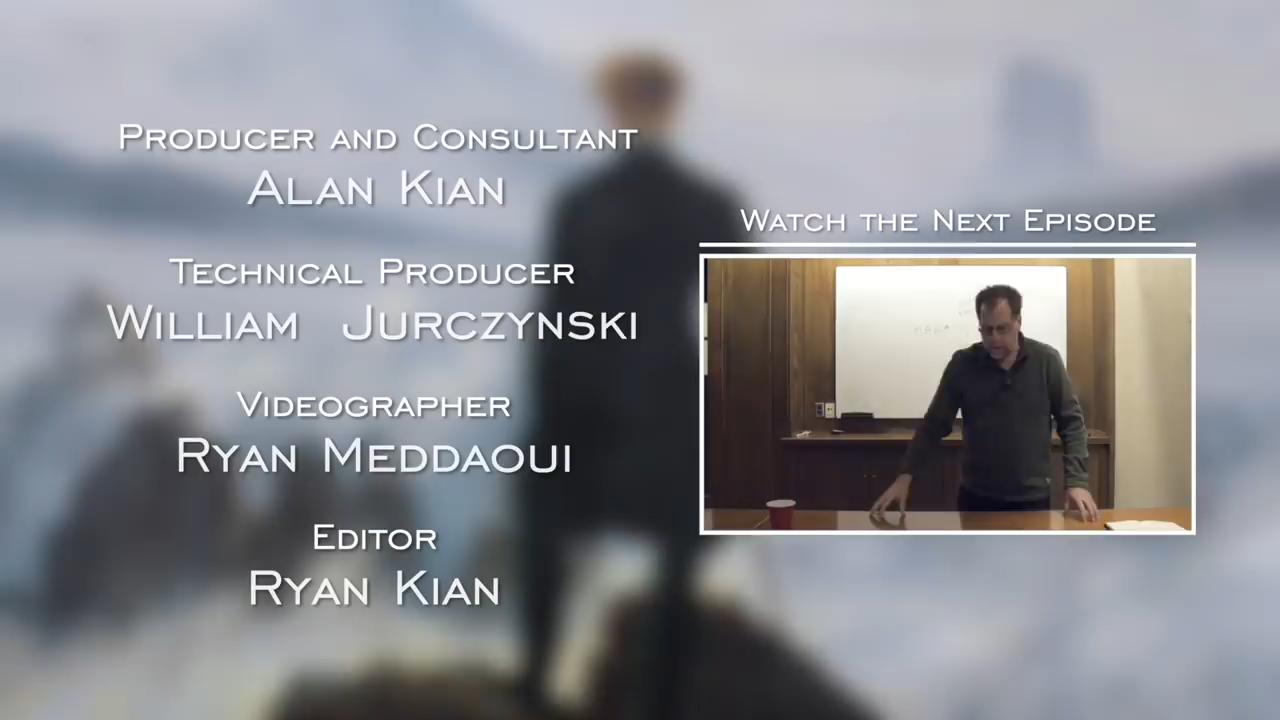 Producer and Consultant
Alan Kian
Technical Producer
William Jurczynski
Videographer
Ryan Meddaoui
Editor
Ryan Kian
Watch the Next Episode